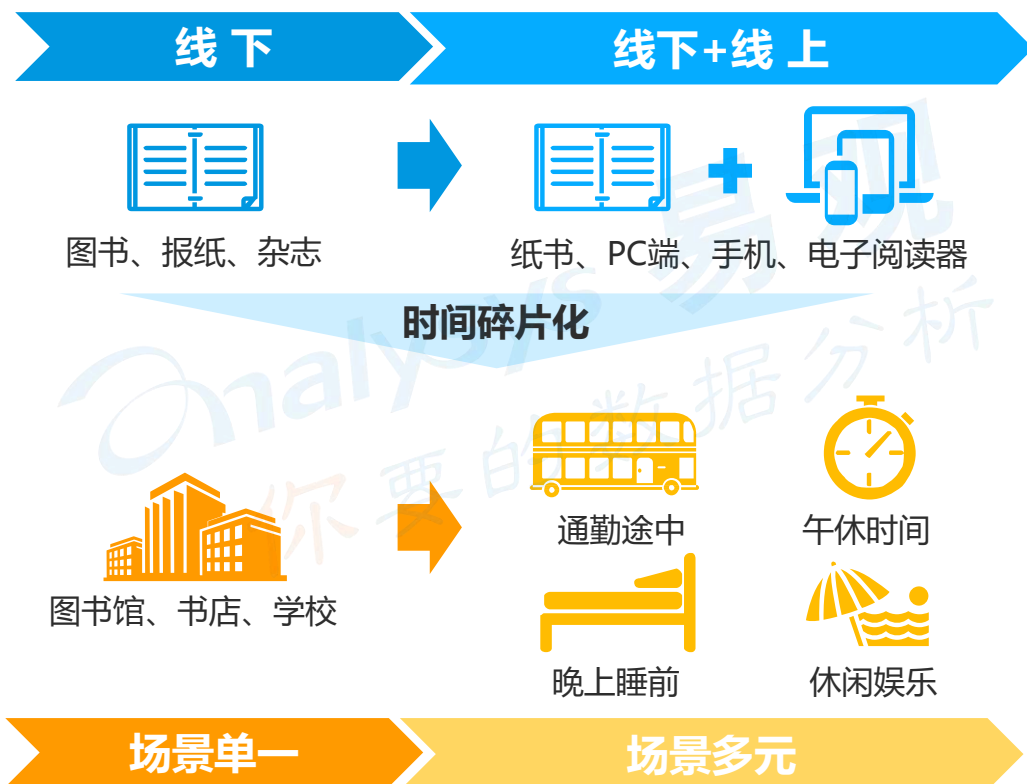 线 下
线下+线 上
图书、报纸、杂志
纸书、PC端、手机、电子阅读器
时间碎片化
通勤途中
午休时间
图书馆、书店、学校
晚上睡前
休闲娱乐
场景单一
场景多元
analysys 易观
你要的数据分析